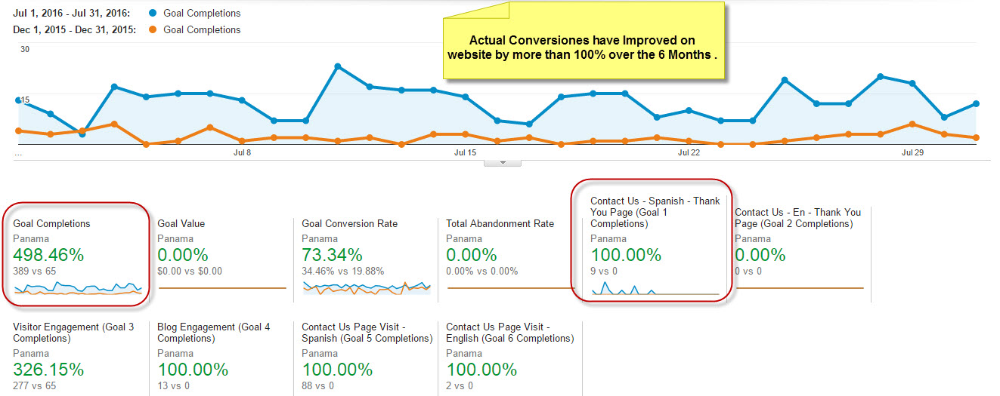 Jul 1, 2016 - Jul 31, 2016: Goal Completions
Dec 1, 2015 - Dec 31, 2015: Goal Completions
Actual Conversiones have Improved on
website by more than 100% over the 6 Months .
30
15
... Jul 8 Jul 15 Jul 22 Jul 29
Goal Completions
Panama
498.46%
389 vs 65
Goal Value
Panama
0.00%
$0.00 vs $0.00
Goal Conversion Rate
Panama
73.34%
34.46% vs 19.88%
Total Abandonment Rate
Panama
0.00%
0.00% vs 0.00%
Contact Us - Spanish - Thank
You Page (Goal 1
Completions)
Panama
100.00%
9 vs 0
Contact Us - En - Thank You
Page (Goal 2 Completions)
Panama
0.00%
0 vs 0
Visitor Engagement (Goal 3
Completions)
Panama
326.15%
277 vs 65
Blog Engagement (Goal 4
Completions)
Panama
100.00%
13 vs 0
Contact Us Page Visit -
Spanish (Goal 5 Completions)
Panama
100.00%
88 vs 0
Contact Us Page Visit -
English (Goal 6 Completions)
Panama
100.00%
2 vs 0